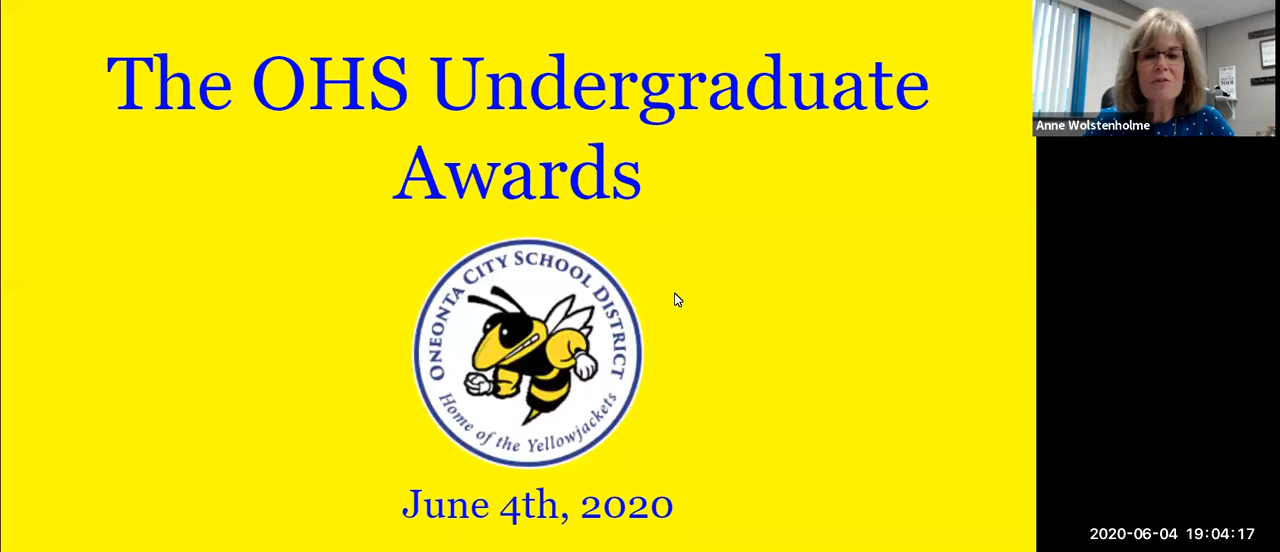 The OHS Undergraduate
Awards
ONEONTA CITY SCHOOL DISTRICT
Home of the Yellowjackets
June 4th, 2020
Anne Wolstenholme
2020-06-04 19:04:17